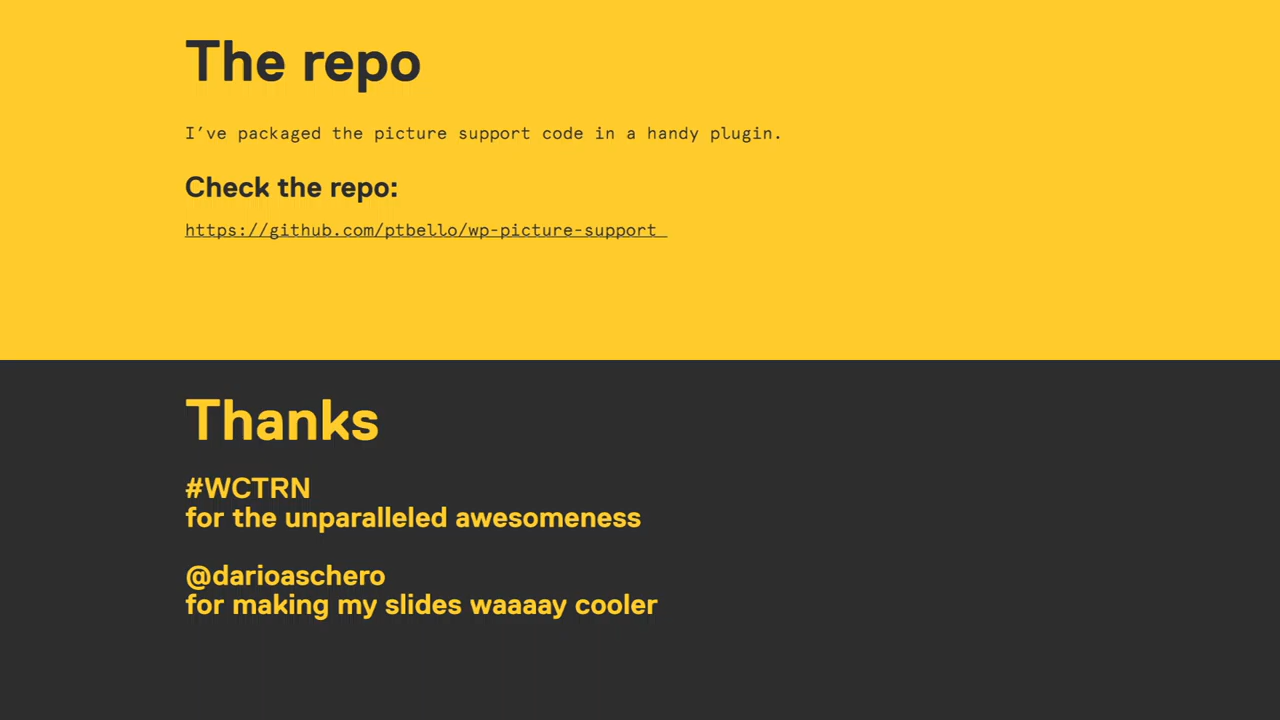 The repo
I’ve packaged the picture support code in a handy plugin.
Check the repo:
https://github.com/ptbello/wp-picture-support
Thanks
#WCTRN
for the unparalleled awesomeness
@darioaschero
for making my slides waaaay cooler